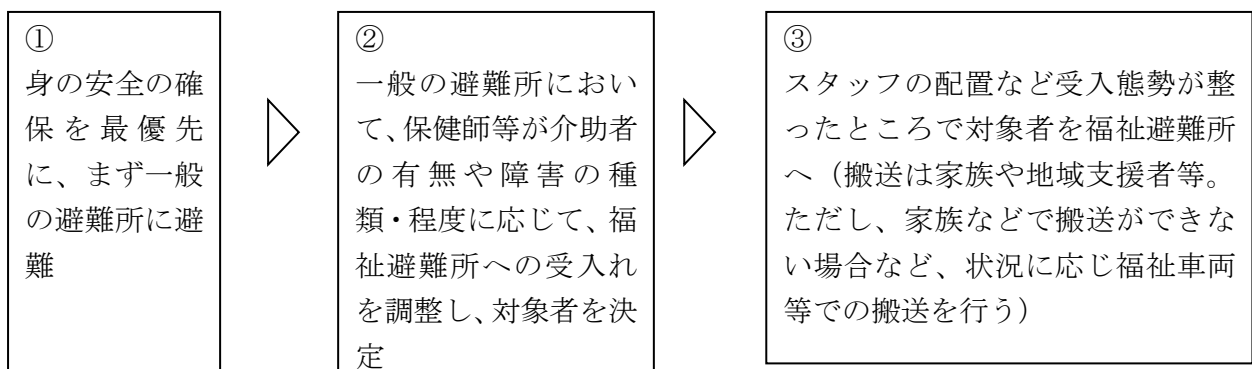 ①
身の安全の確
保を最優先
に、まず一般
の避難所に避
難
②
一般の避難所におい
て、保健師等が介助者
の有無や障害の種
類・程度に応じて、福
祉避難所への受入れ
を調整し、対象者を決
定
③
スタッフの配置など受入態勢が整
ったところで対象者を福祉避難所
へ（搬送は家族や地域支援者等。
ただし、家族などで搬送ができな
い場合など、状況に応じ福祉車両
等での搬送を行う）